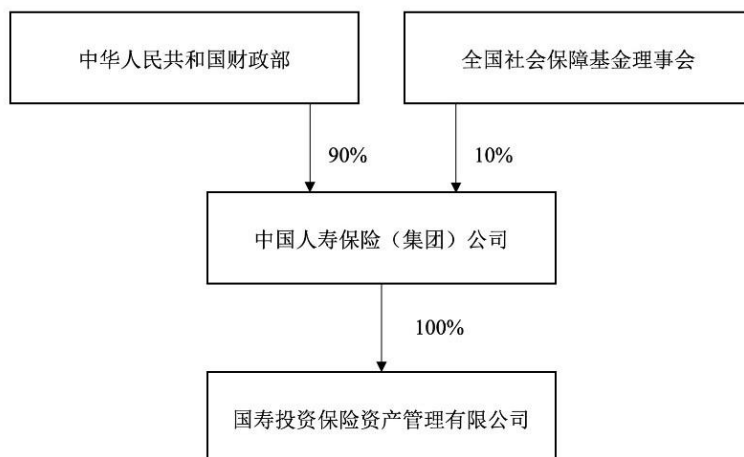 中华人民共和国财政部
全国社会保障基金理事会
90%
10%
中国人寿保险（集团）公司
100%
国寿投资保险资产管理有限公司